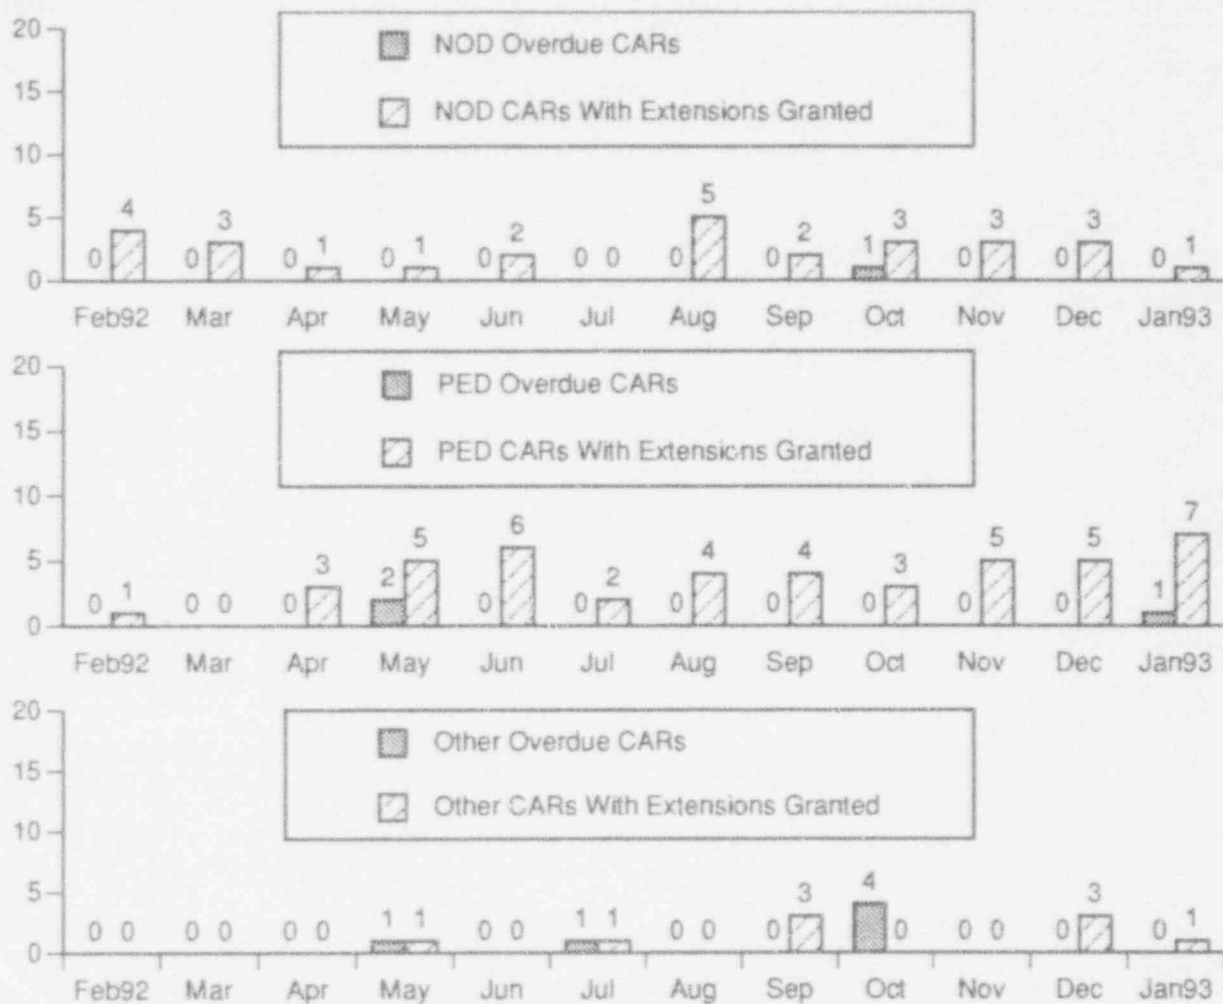 20
NOD Overdue CARs
15
NOD CARs With Extensions Granted
10
5
0
0 4 0 3 0 1 0 1 0 2 0 0 0 5 0 2 1 3 0 3 0 3 0 1
Feb92 Mar Apr May Jun Jul Aug Sep Oct Nov Dec Jan93
20
PED Overdue CARs
15
PED CARs With Extensions Granted
10
5
0
0 1 0 0 0 3 2 5 0 6 0 2 0 4 0 4 0 3 0 5 0 5 1 7
Feb92 Mar Apr May Jun Jul Aug Sep Oct Nov Dec Jan93
20
Other Overdue CARs
15
Other CARs With Extensions Granted
10
5
0
0 0 0 0 0 0 1 1 0 0 1 1 0 0 0 3 4 0 0 0 0 3 0 1
Feb92 Mar Apr May Jun Jul Aug Sep Oct Nov Dec Jan93